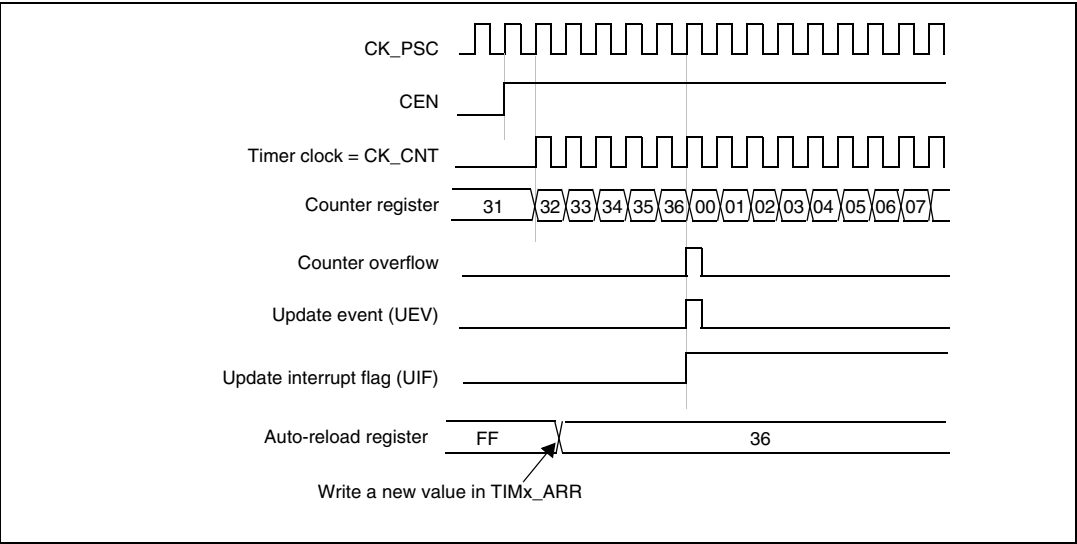 CK_PSC
CEN
Timer clock = CK_CNT
Counter register 31 32 33 34 35 36 00 01 02 03 04 05 06 07
Counter overflow
Update event (UEV)
Update interrupt flag (UIF)
Auto-reload register FF 36
Write a new value in TIMx_ARR